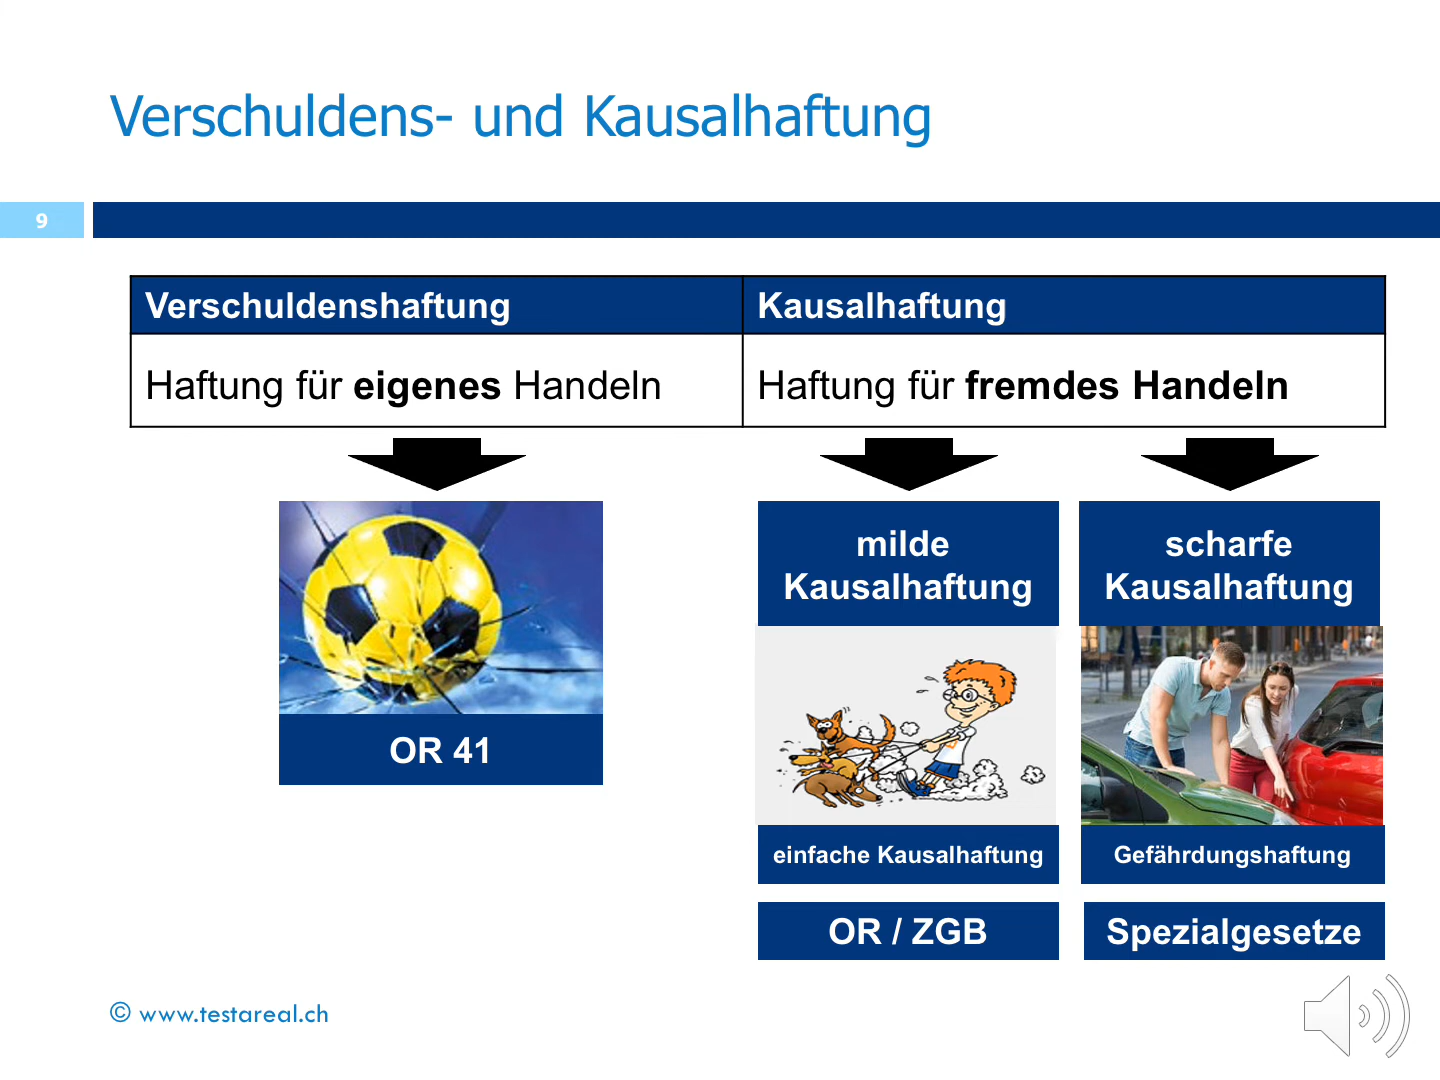 Verschuldens- und Kausalhaftung
9
Verschuldenshaftung
Kausalhaftung
Haftung für eigenes Handeln
Haftung für fremdes Handeln
OR 41
milde
Kausalhaftung
einfache Kausalhaftung
OR / ZGB
scharfe
Kausalhaftung
Gefährdungshaftung
Spezialgesetze
© www.testareal.ch